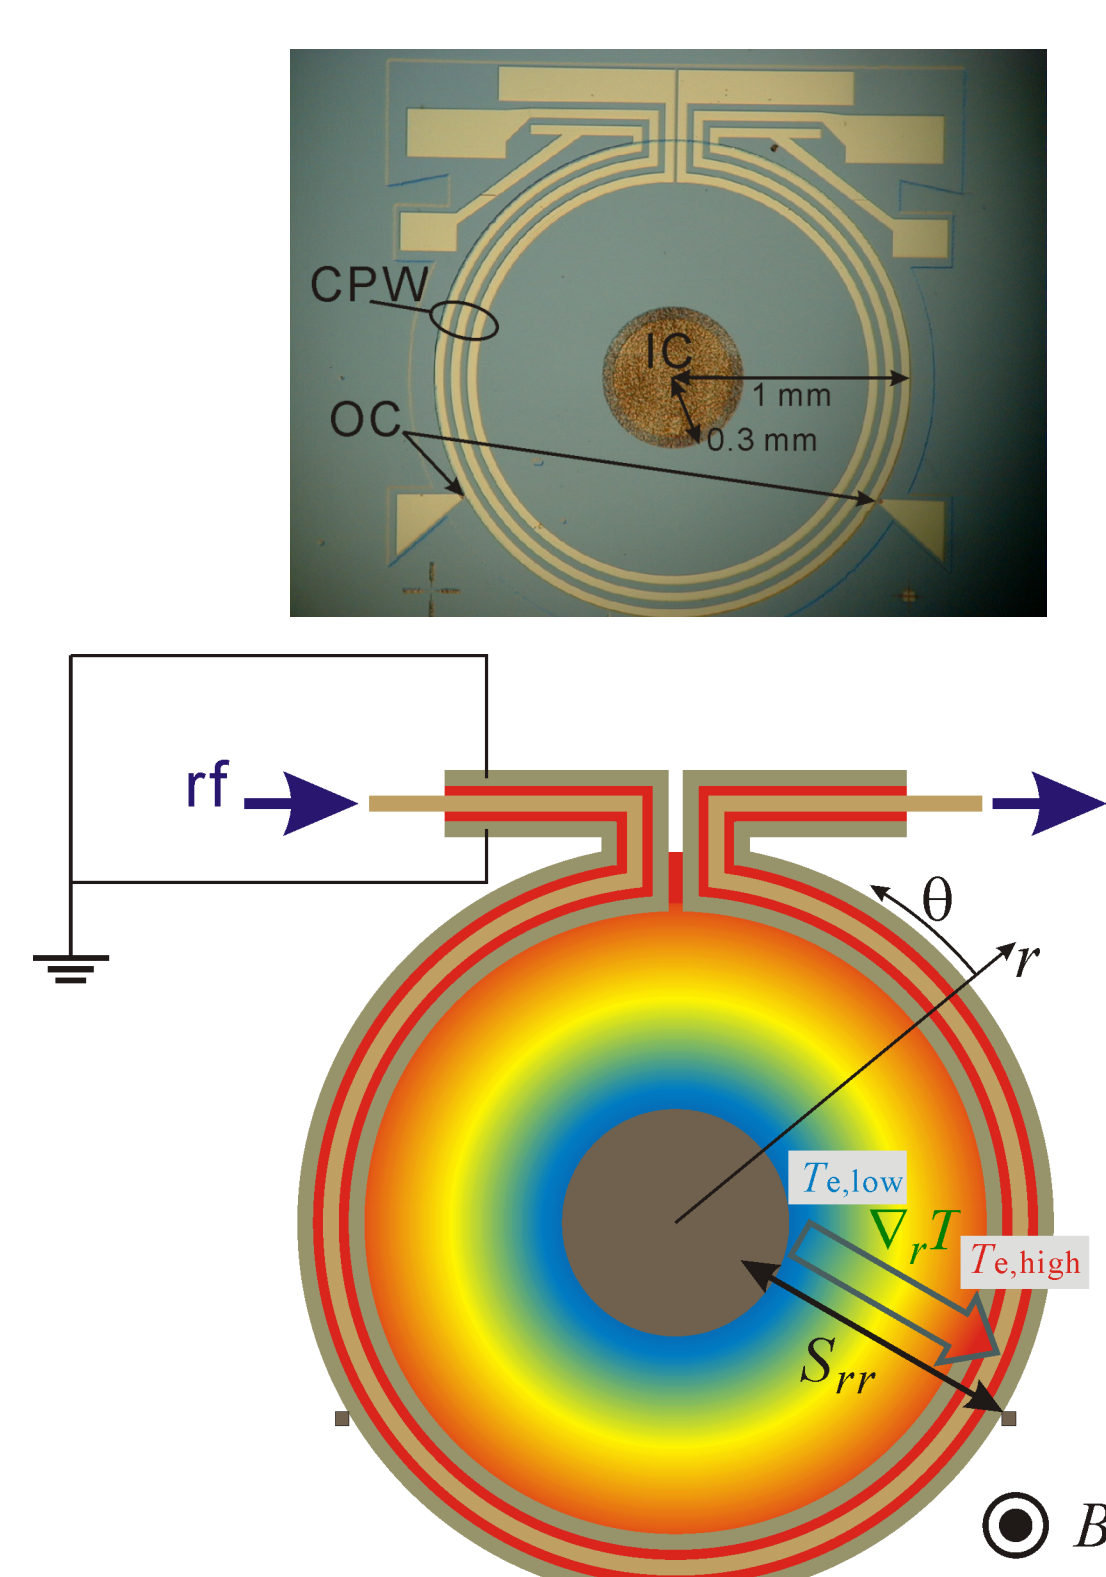 CPW
IC
1 mm
OC
0.3 mm
rf
θ
r
Te,low
∇rT
Te,high
Srr
B